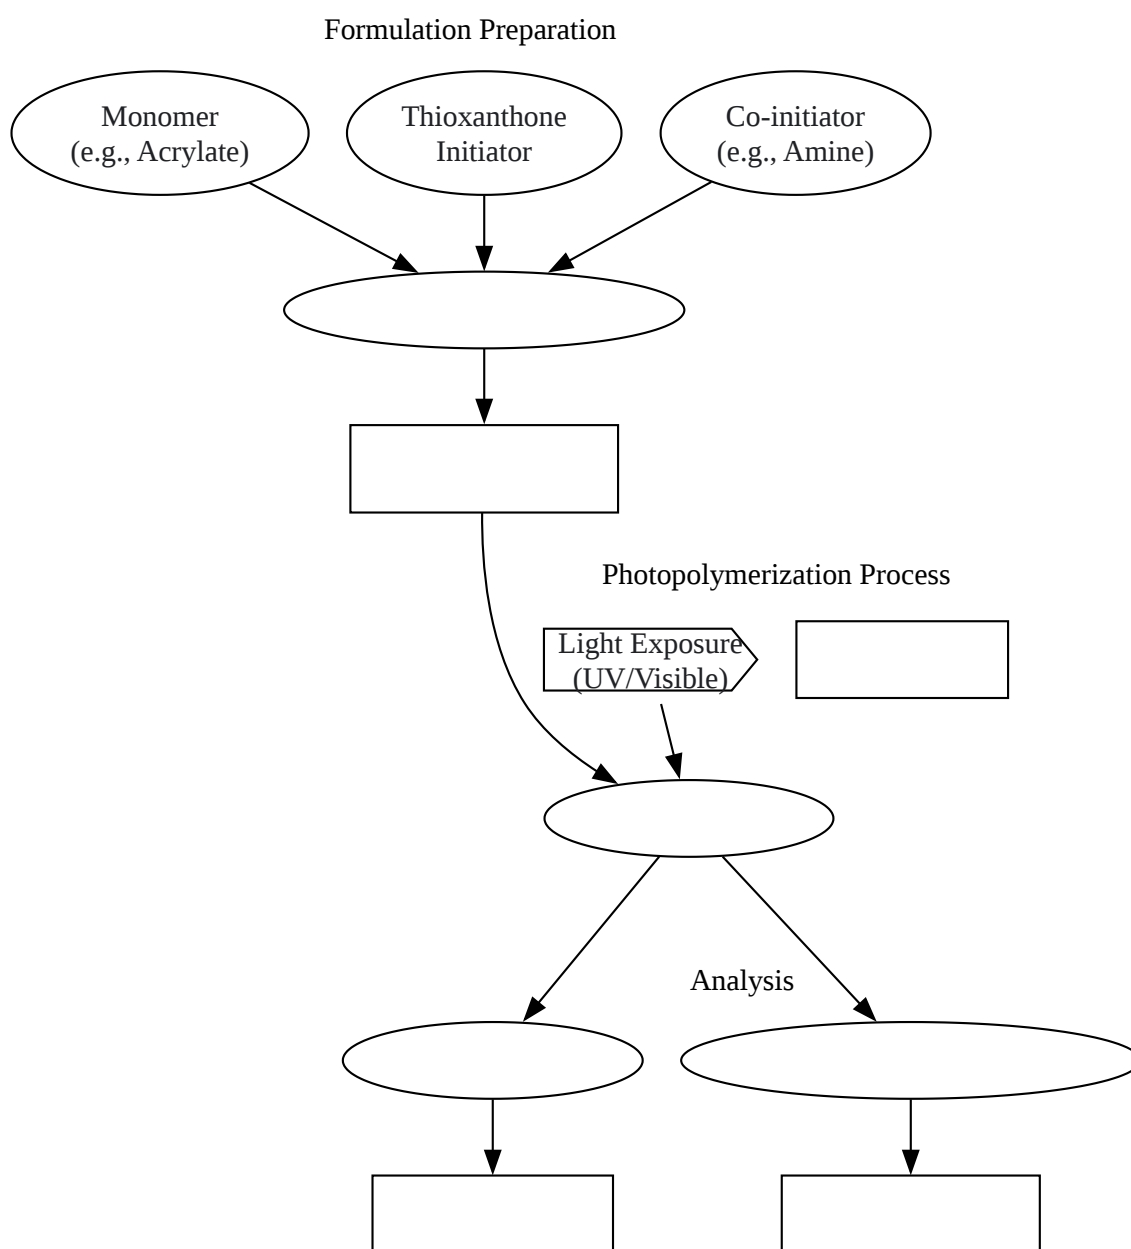 Formulation Preparation
Monomer
(e.g., Acrylate)
Thioxanthone
Initiator
Co-initiator
(e.g., Amine)
Photopolymerization Process
Light Exposure
(UV/Visible)
Analysis